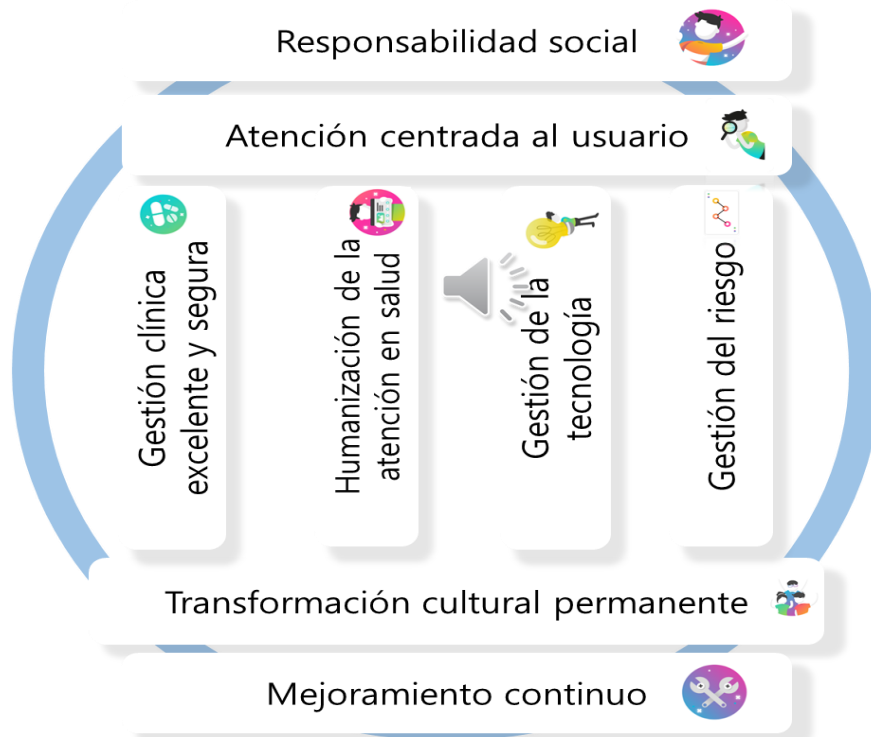 Responsabilidad social
Atención centrada al usuario
Gestión clínica
excelente y segura
Humanización de la
atención en salud
Gestión de la
tecnología
Gestión del riesgo
Transformación cultural permanente
Mejoramiento continuo